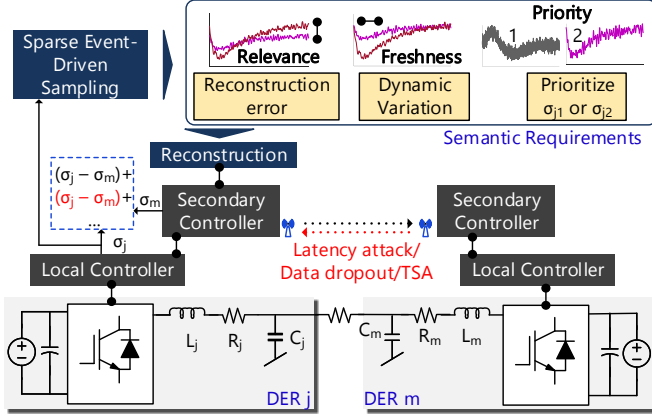 Sparse Event-
Driven
Sampling
Relevance
Freshness
Priority
1
2
Reconstruction
error
Dynamic
Variation
Prioritize
σj1 or σj2
Semantic Requirements
Reconstruction
(σj − σm)+
(σj − σm)+
...
σm
σj
Secondary
Controller
Secondary
Controller
Latency attack/
Data dropout/TSA
Local Controller
Local Controller
Lj
Rj
Cj
Cm
Rm
Lm
DER j
DER m